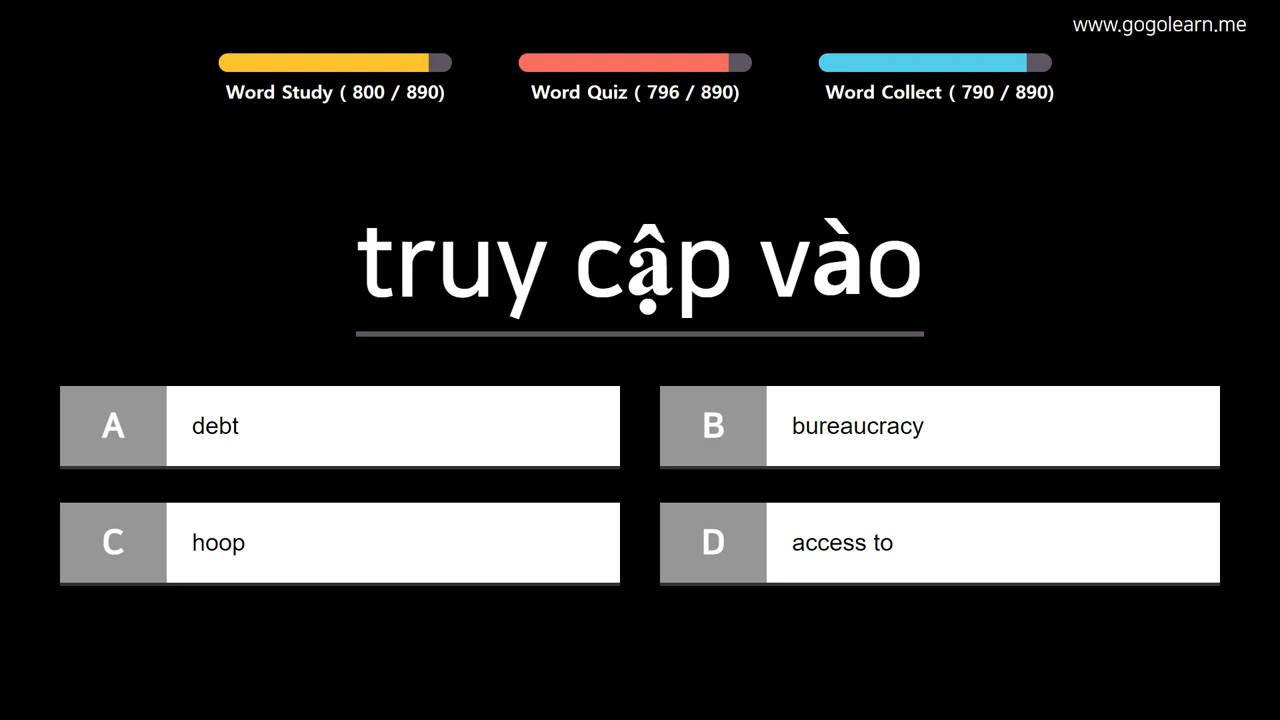 www.gogolearn.me
Word Study ( 800 / 890)
Word Quiz ( 796 / 890)
Word Collect ( 790 / 890)
truy cập vào
A debt
B bureaucracy
C hoop
D access to